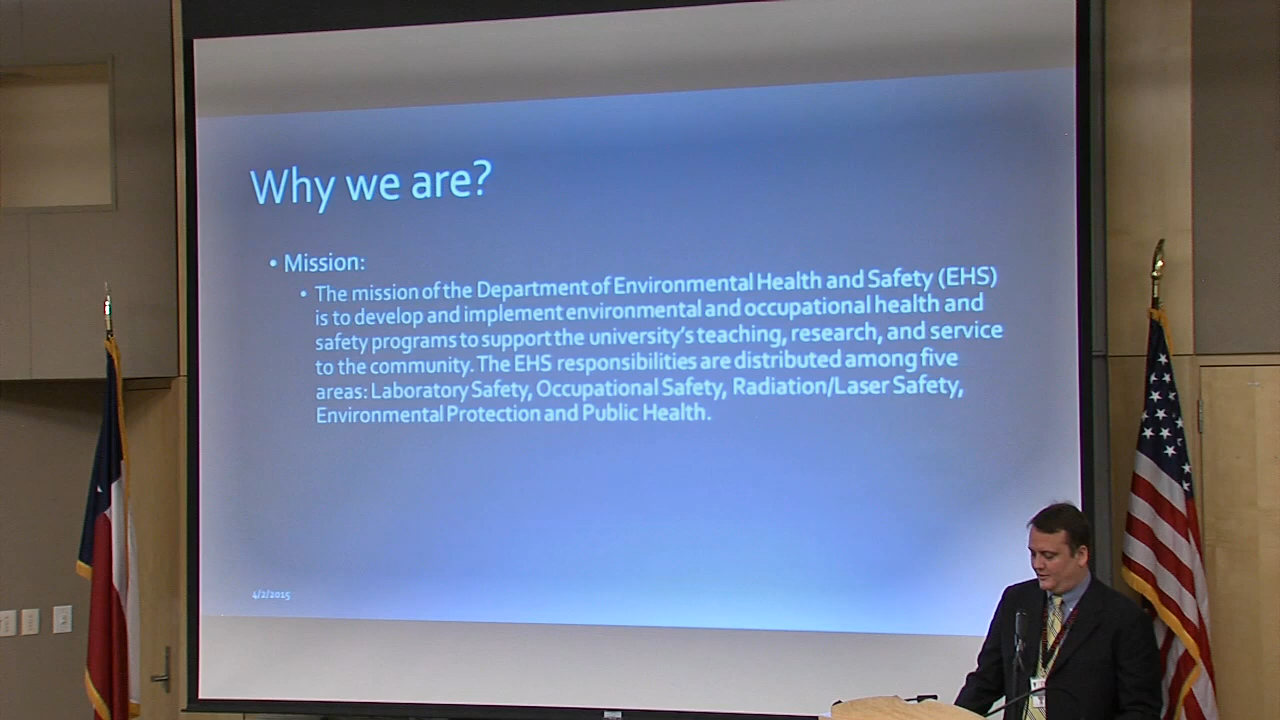 Why we are?
• Mission:
• The mission of the Department of Environmental Health and Safety (EHS)
is to develop and implement environmental and occupational health and
safety programs to support the university's teaching, research, and service
to the community. The EHS responsibilities are distributed among five
areas: Laboratory Safety, Occupational Safety, Radiation/Laser Safety,
Environmental Protection and Public Health.
4/2/2015